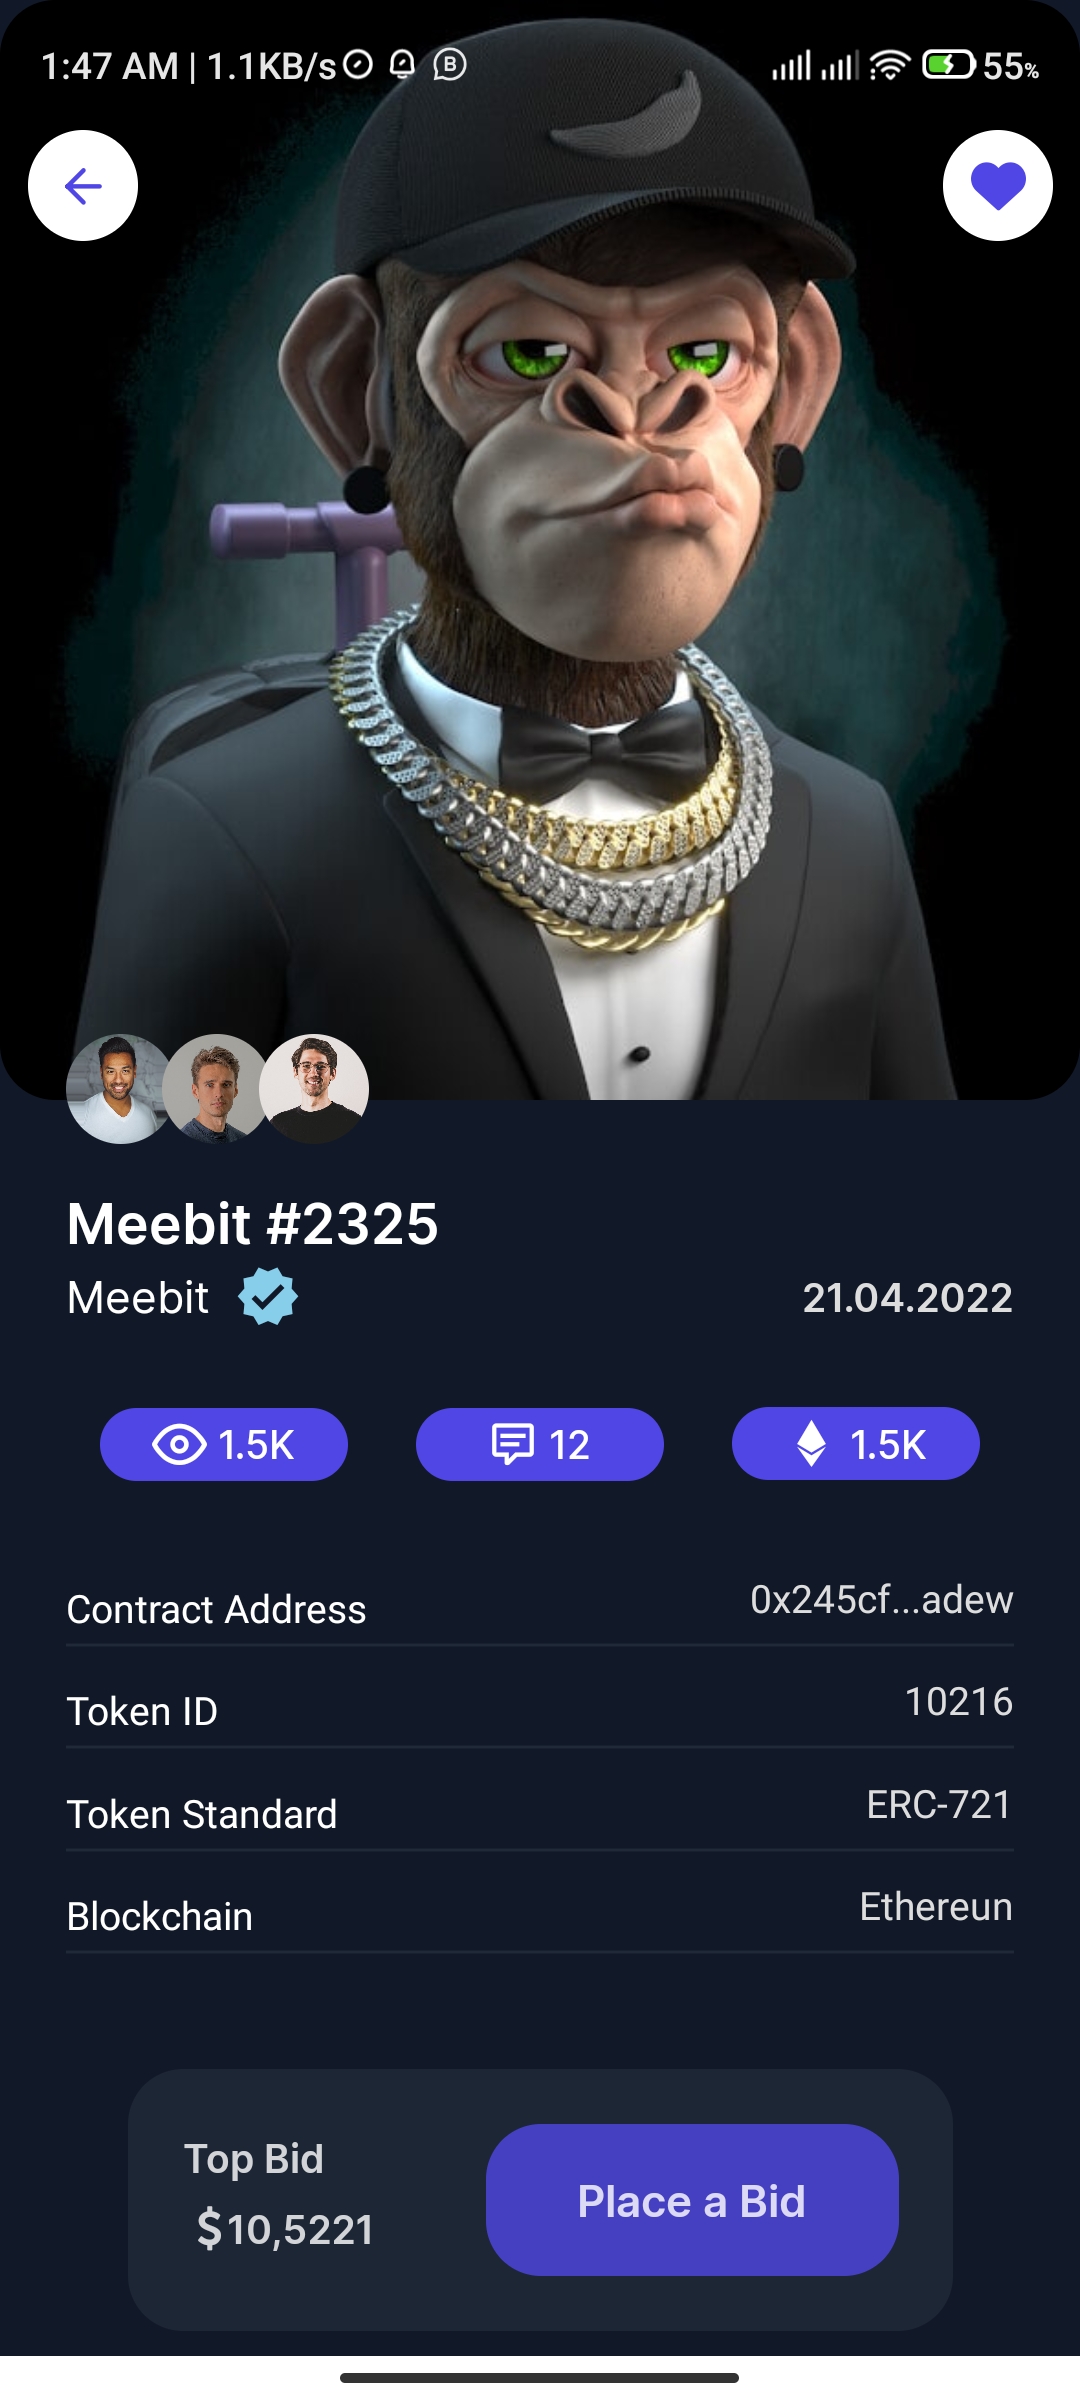 1:47 AM | 1.1KB/s B 55%
Meebit #2325
Meebit 21.04.2022
1.5K 12 1.5K
Contract Address 0x245cf...adew
Token ID 10216
Token Standard ERC-721
Blockchain Ethereun
Top Bid
$10,5221
Place a Bid